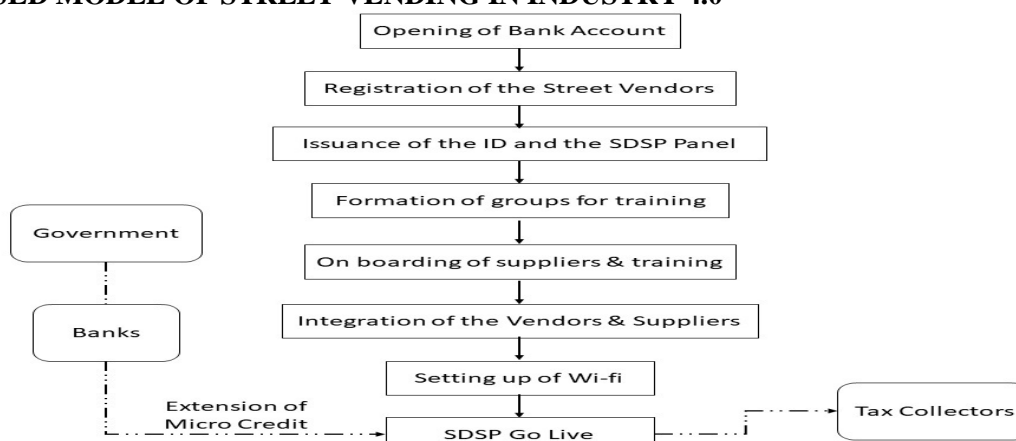 MODEL OF STREET VENDING IN INDUSTRY 4.0
Opening of Bank Account
Registration of the Street Vendors
Issuance of the ID and the SDSP Panel
Formation of groups for training
Government
On boarding of suppliers & training
Integration of the Vendors & Suppliers
Banks
Setting up of Wi-fi
Extension of
Micro Credit
Tax Collectors
SDSP Go Live